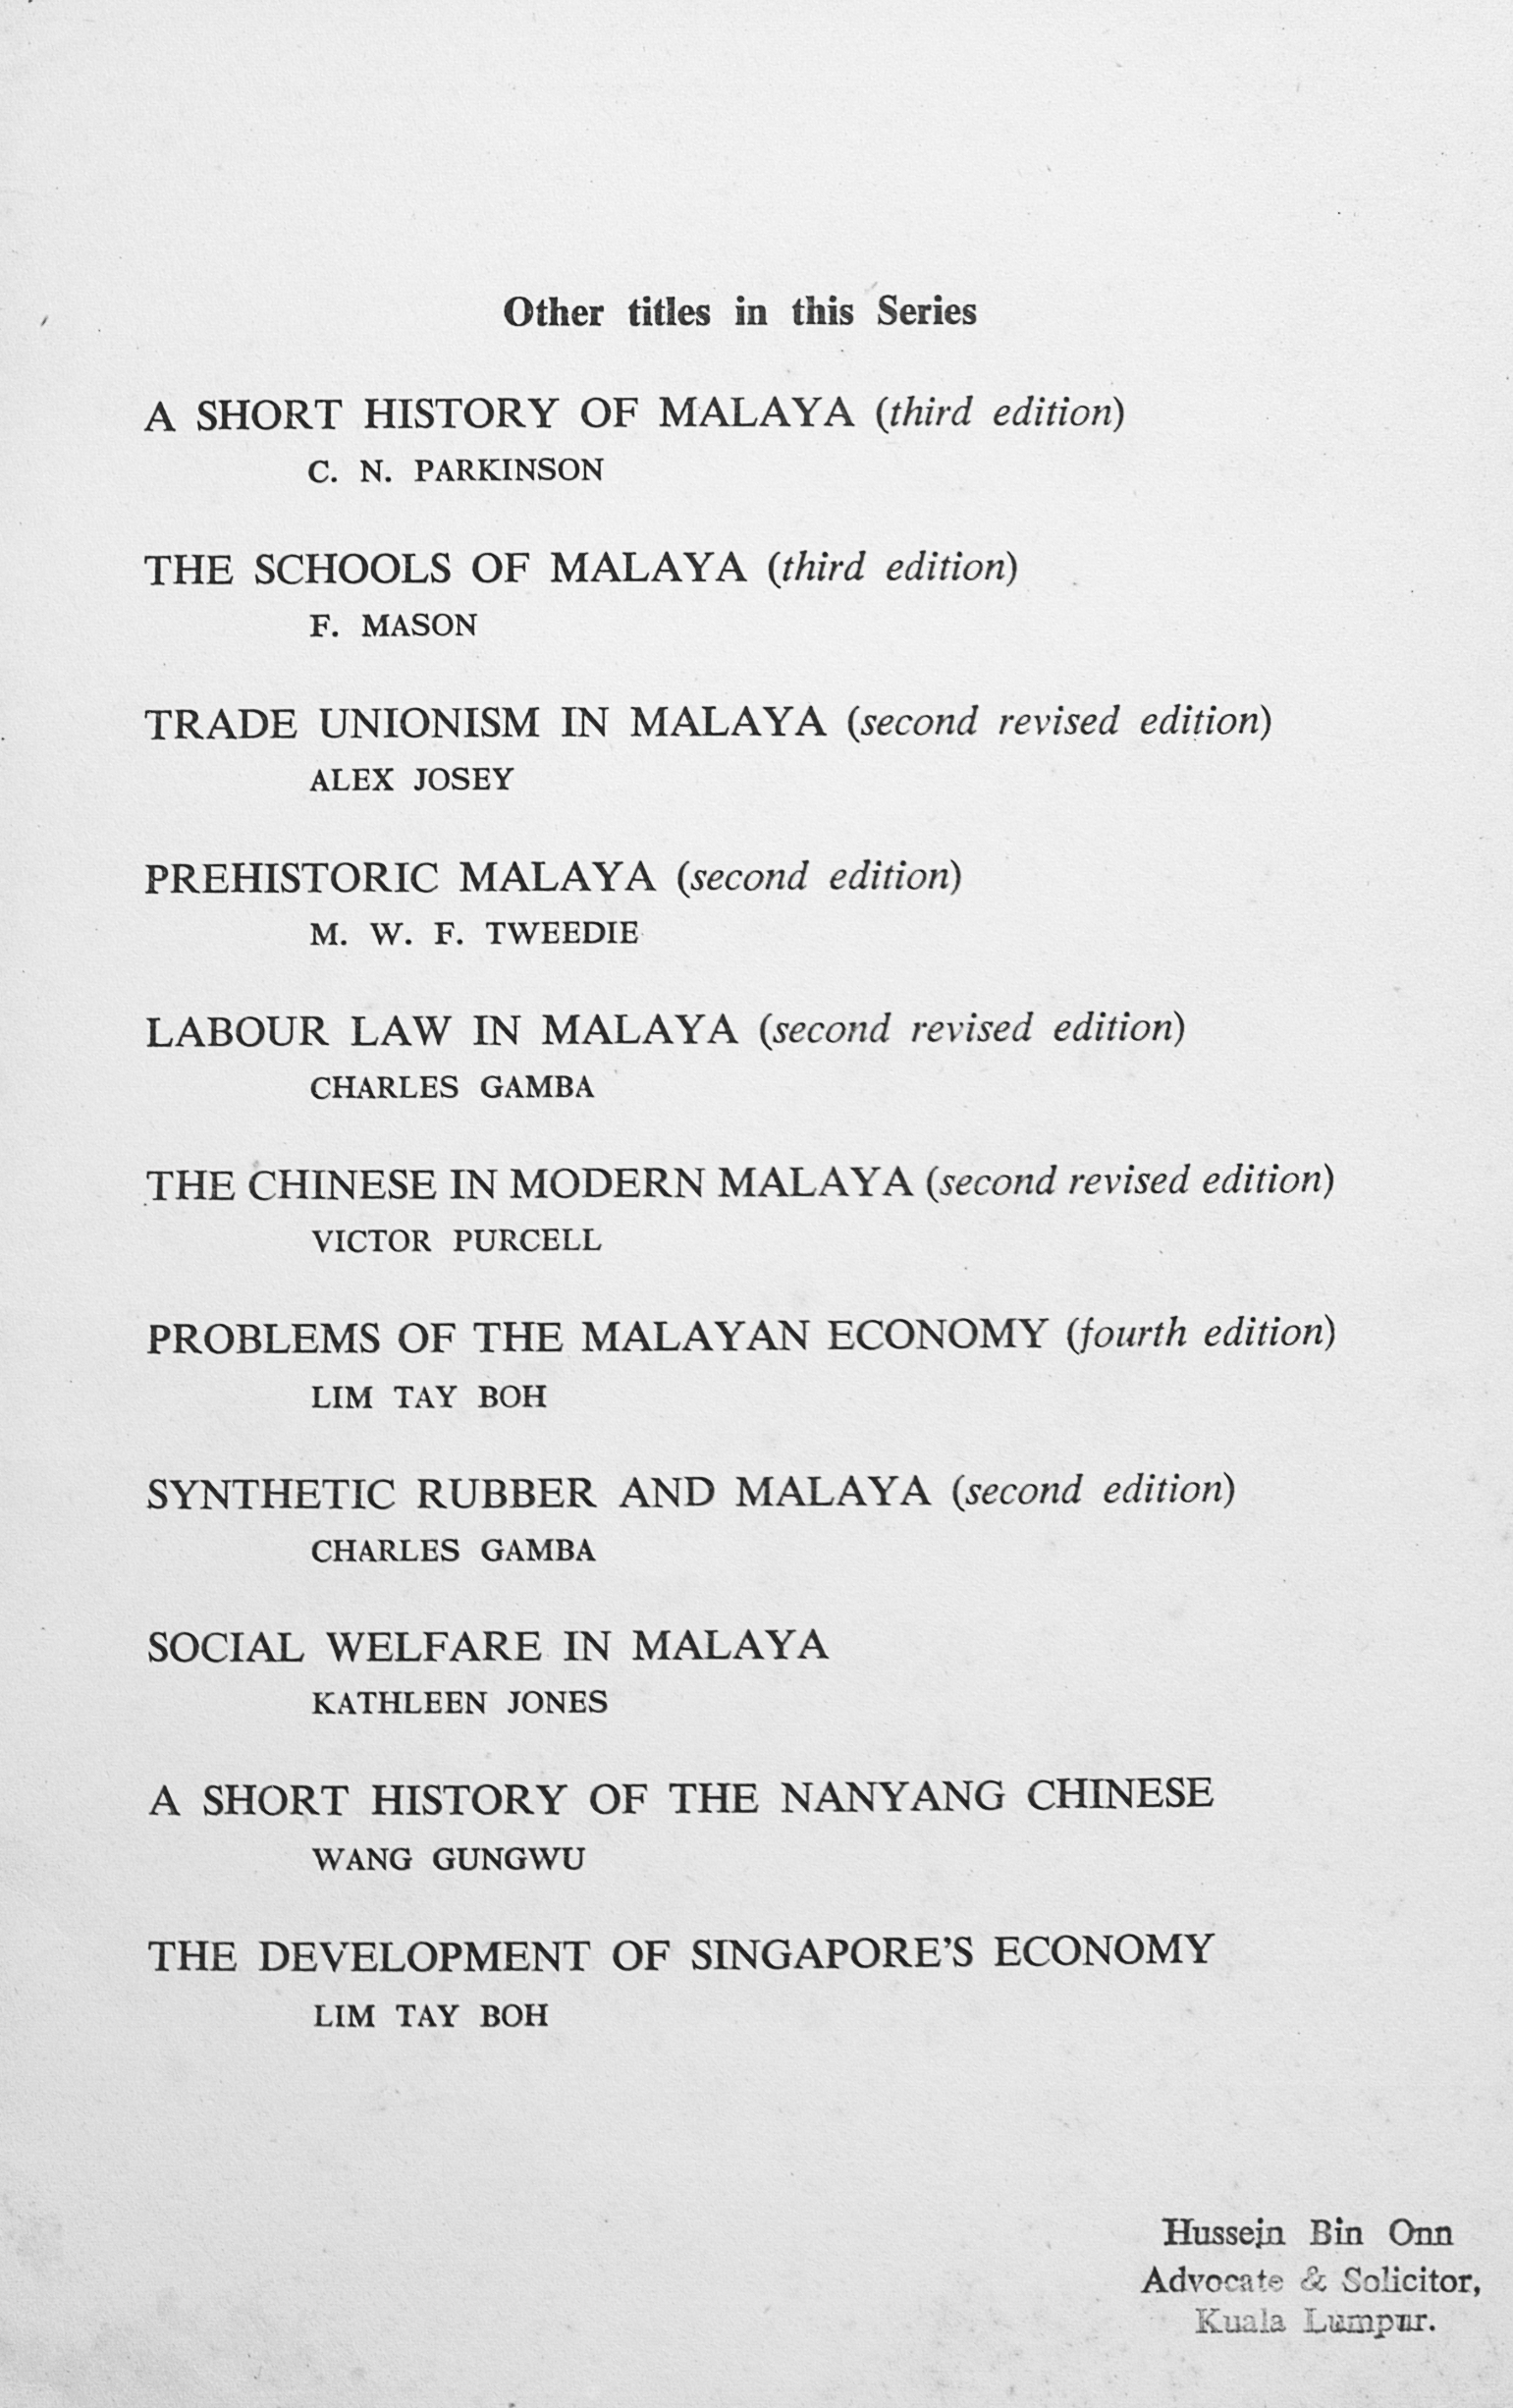 Other titles in this Series
A SHORT HISTORY OF MALAYA (third edition)
C. N. PARKINSON
THE SCHOOLS OF MALAYA (third edition)
F. MASON
TRADE UNIONISM IN MALAYA (second revised edition)
ALEX JOSEY
PREHISTORIC MALAYA (second edition)
M. W. F. TWEEDIE
LABOUR LAW IN MALAYA (second revised edition)
CHARLES GAMBA
THE CHINESE IN MODERN MALAYA (second revised edition)
VICTOR PURCELL
PROBLEMS OF THE MALAYAN ECONOMY (fourth edition)
LIM TAY BOH
SYNTHETIC RUBBER AND MALAYA (second edition)
CHARLES GAMBA
SOCIAL WELFARE IN MALAYA
KATHLEEN JONES
A SHORT HISTORY OF THE NANYANG CHINESE
WANG GUNGWU
THE DEVELOPMENT OF SINGAPORE'S ECONOMY
LIM TAY BOH
Hussein Bin Onn
Advocate & Solicitor,
Kuala Lumpur.